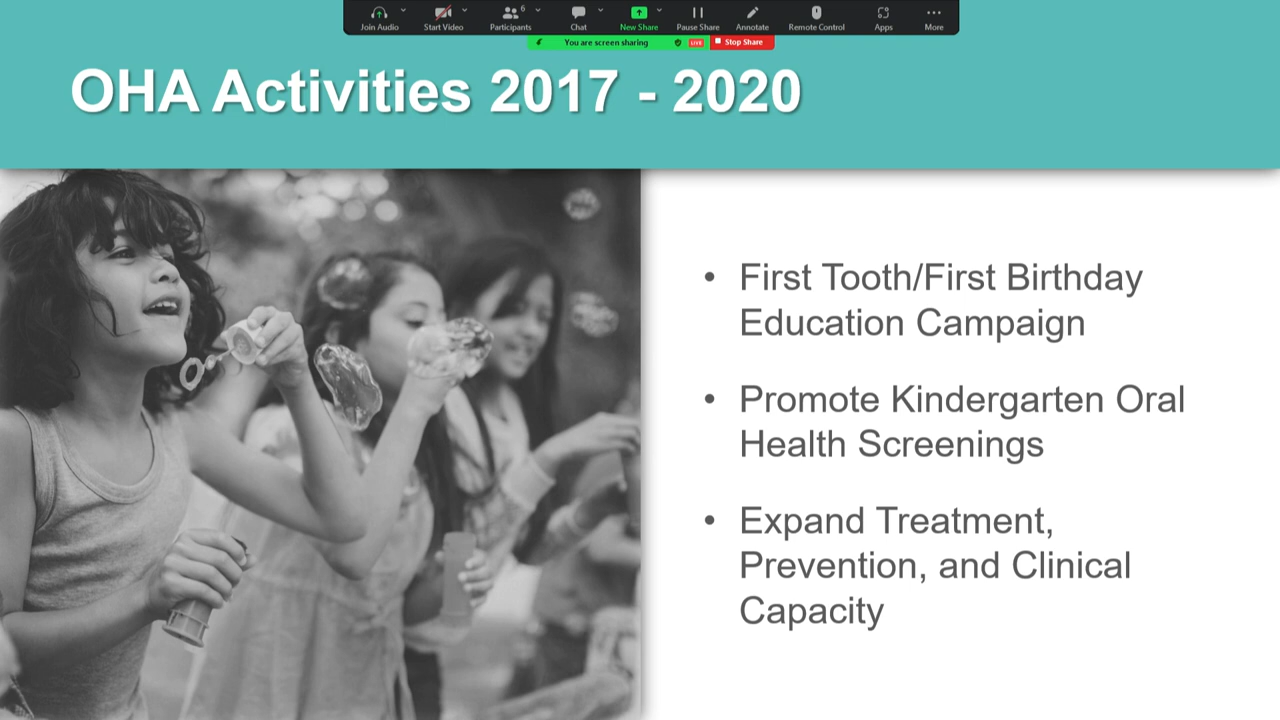 6
Join Audio Start Video Participants Chat New Share Pause Share Annotate Remote Control Apps More
You are screen sharing LIVE Stop Share
OHA Activities 2017 - 2020
• First Tooth/First Birthday
Education Campaign
• Promote Kindergarten Oral
Health Screenings
• Expand Treatment,
Prevention, and Clinical
Capacity